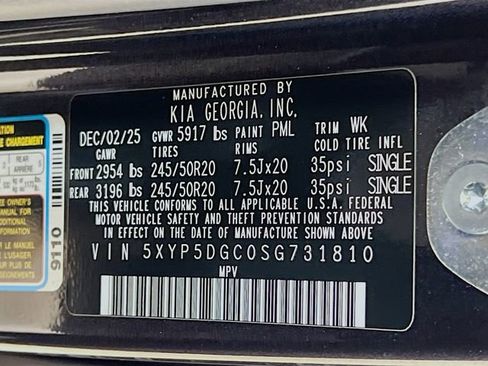 MANUFACTURED BY
KIA GEORGIA, INC.
DEC/02/25 GVWR 5917 lbs PAINT PML TRIM WK
GAWR TIRES RIMS COLD TIRE INFL
FRONT 2954 lbs 245/50R20 7.5Jx20 35psi SINGLE
REAR 3196 lbs 245/50R20 7.5Jx20 35psi SINGLE
THIS VEHICLE CONFORMS TO ALL APPLICABLE U.S.A FEDERAL
MOTOR VEHICLE SAFETY AND THEFT PREVENTION STANDARDS
IN EFFECT ON THE DATE OF MANUFACTURE SHOWN ABOVE
VIN 5XYP5DGC0SG731810
MPV
REAR
ARRIÈRE
9110